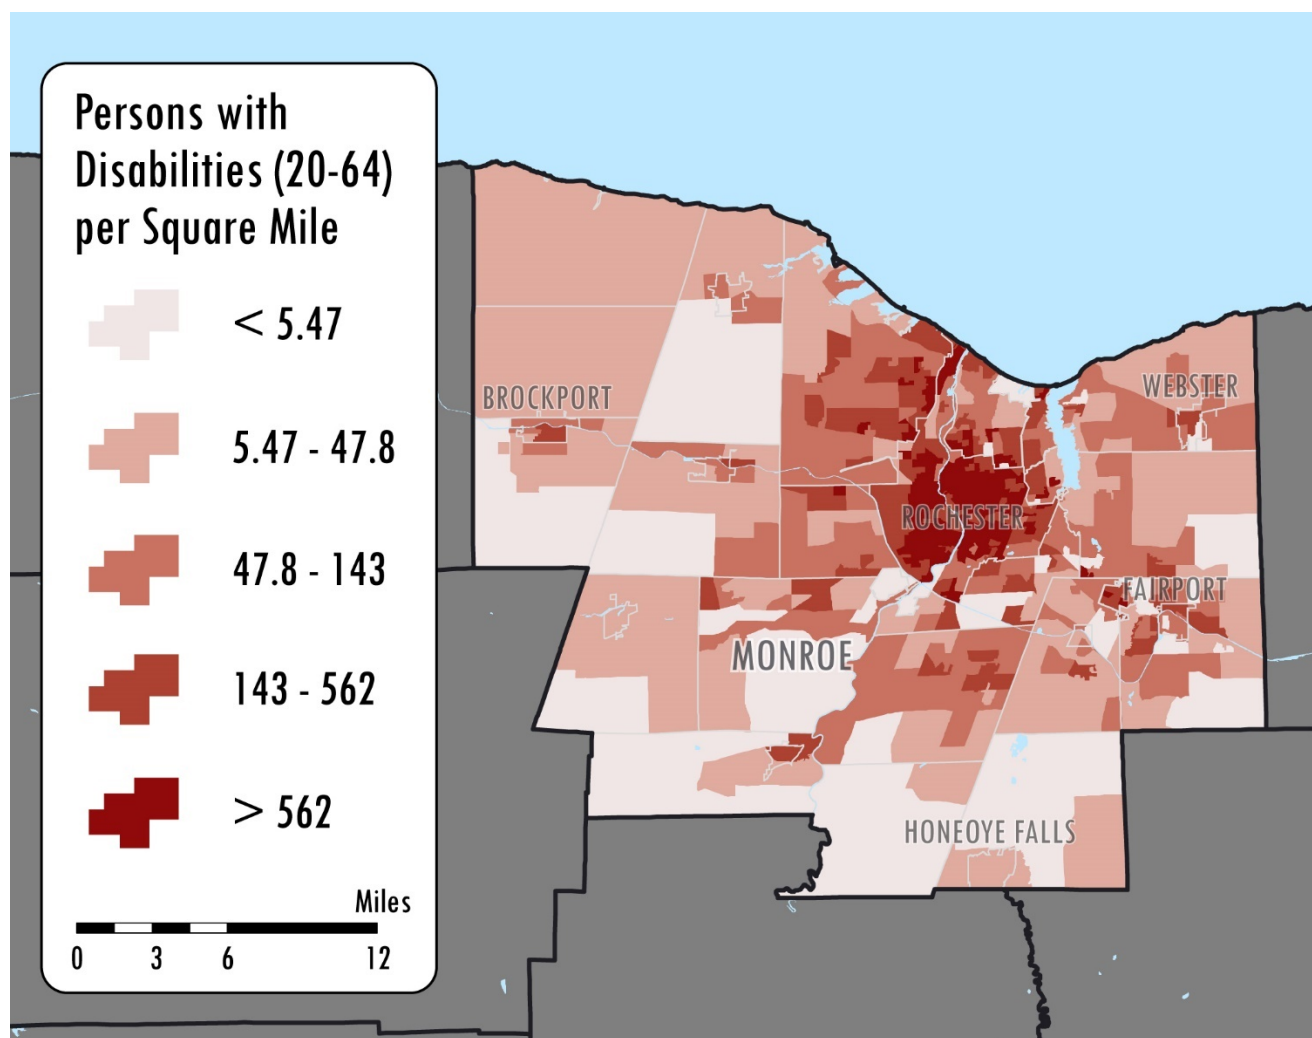 Persons with
Disabilities (20-64)
per Square Mile
< 5.47
5.47 - 47.8
47.8 - 143
143 - 562
> 562
Miles
0 3 6 12
BROCKPORT
WEBSTER
ROCHESTER
FAIRPORT
MONROE
HONEOYE FALLS